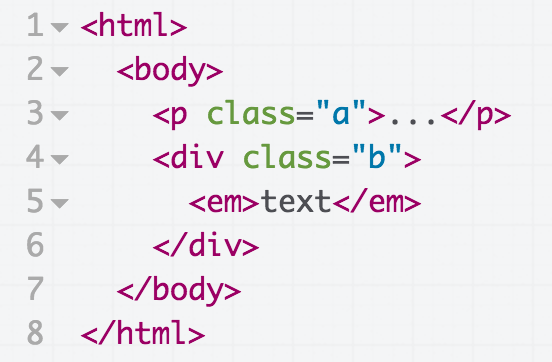 1 <html>
2 <body>
3 <p class="a">...</p>
4 <div class="b">
5 <em>text</em>
6 </div>
7 </body>
8 </html>